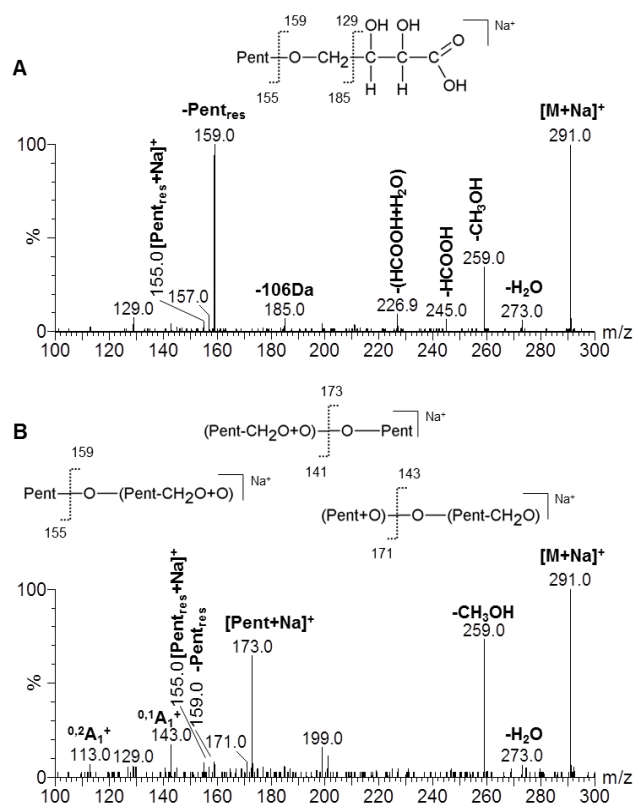 A
159
129 OH OH
Na⁺
Pent O CH₂ C C C O
OH
H H
155
185
-Pentres
159.0
[M+Na]⁺
291.0
155.0 [Pentres+Na]⁺
-(HCOOH+H₂O)
-HCOOH
-CH₃OH
259.0
129.0
157.0
-106Da
185.0
226.9
245.0
-H₂O
273.0
100
%
0
100 120 140 160 180 200 220 240 260 280 300 m/z
B
173
(Pent-CH₂O+O) O Pent Na⁺
141
159
Pent O (Pent-CH₂O+O) Na⁺
155
143
(Pent+O) O (Pent-CH₂O) Na⁺
171
[M+Na]⁺
291.0
155.0 [Pentres+Na]⁺
159.0 -Pentres
[Pent+Na]⁺
173.0
-CH₃OH
259.0
0,2A₁⁺
113.0
129.0
0,1A₁⁺
143.0
171.0
199.0
-H₂O
273.0
100
%
0
100 120 140 160 180 200 220 240 260 280 300 m/z